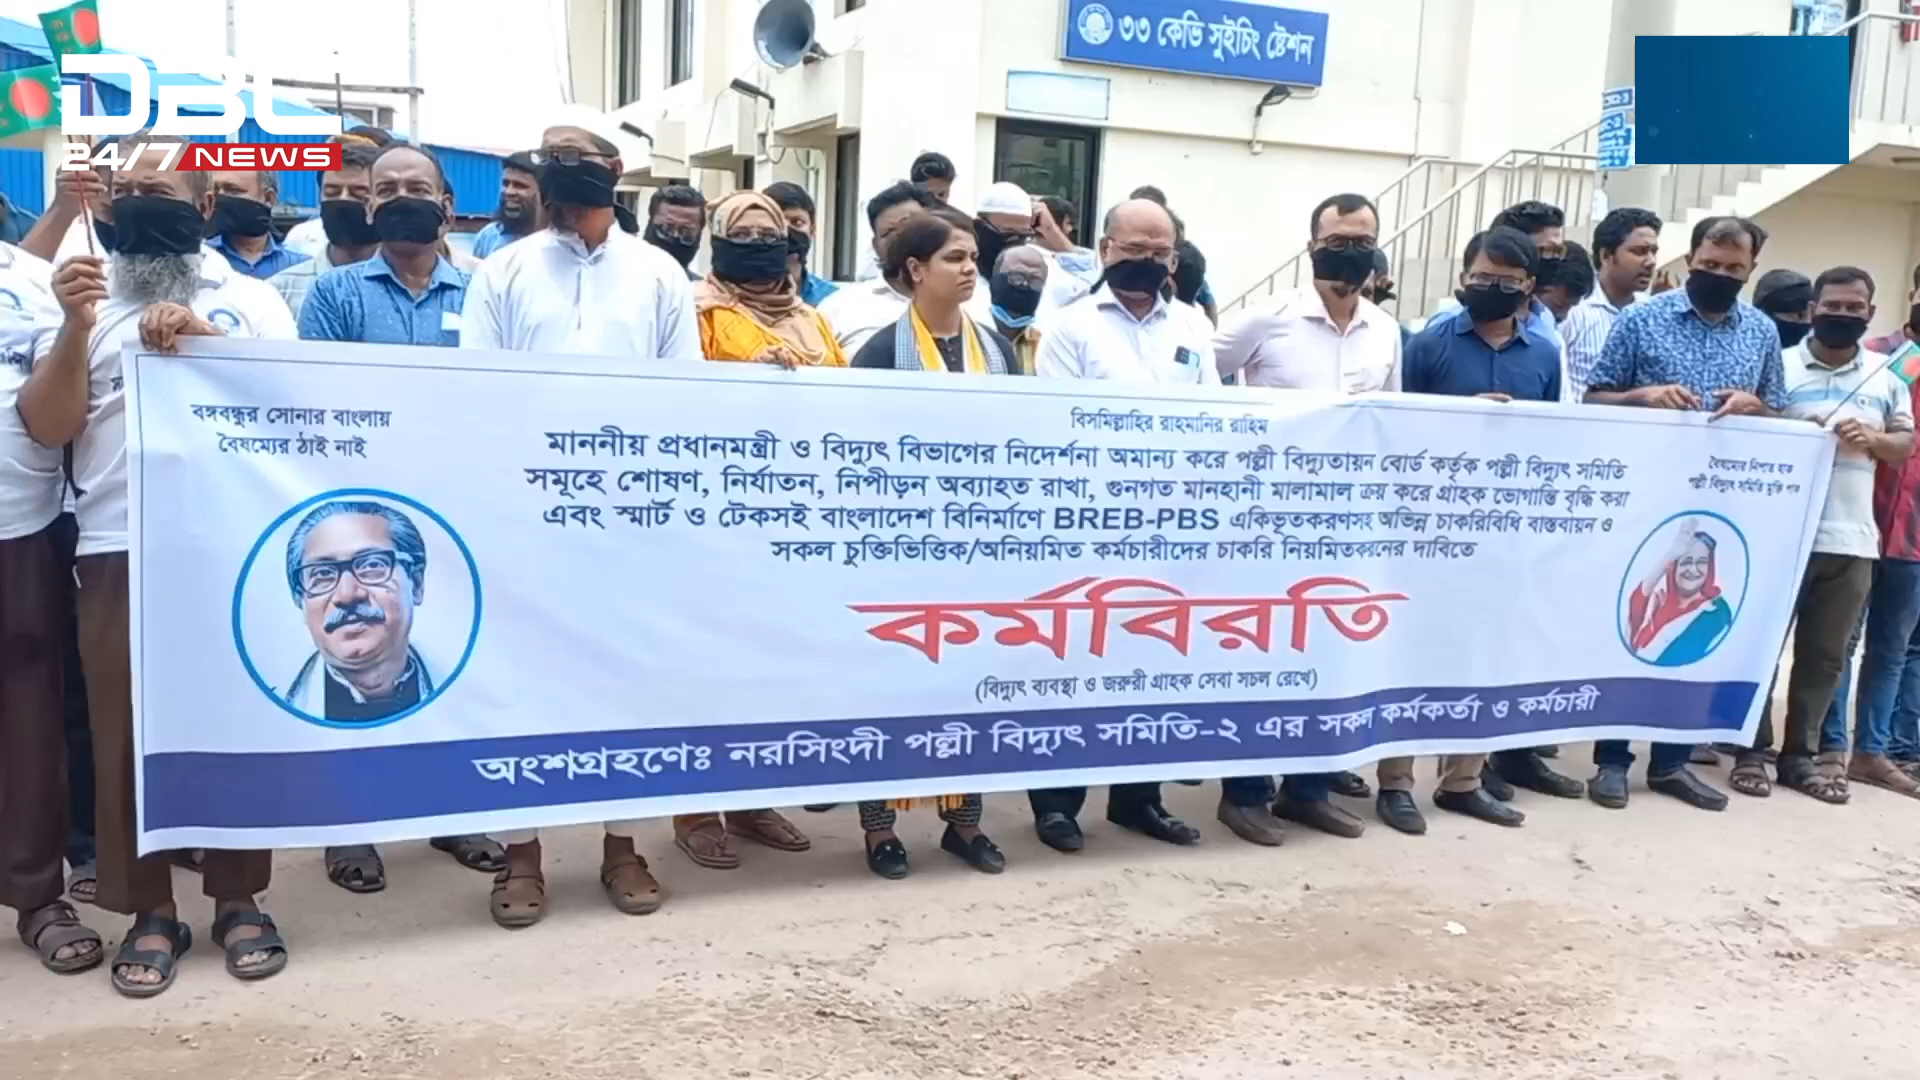 DBC
24/7 NEWS
৩৩ কেভি সুইচিং ষ্টেশন
বঙ্গবন্ধুর সোনার বাংলায়
বৈষম্যের ঠাই নাই
বিসমিল্লাহির রাহমানির রাহিম
মাননীয় প্রধানমন্ত্রী ও বিদ্যুৎ বিভাগের নিদের্শনা অমান্য করে পল্লী বিদ্যুতায়ন বোর্ড কর্তৃক পল্লী বিদ্যুৎ সমিতি
সমূহে শোষণ, নির্যাতন, নিপীড়ন অব্যাহত রাখা, গুনগত মানহানী মালামাল ক্রয় করে গ্রাহক ভোগান্তি বৃদ্ধি করা
এবং স্মার্ট ও টেকসই বাংলাদেশ বিনির্মাণে BREB-PBS একিভূতকরণসহ অভিন্ন চাকরিবিধি বাস্তবায়ন ও
সকল চুক্তিভিত্তিক/অনিয়মিত কর্মচারীদের চাকরি নিয়মিতকরনের দাবিতে
বৈষম্যের নিপাত যাক
পল্লী বিদ্যুৎ সমিতি মুক্তি পাক
কর্মবিরতি
(বিদ্যুৎ ব্যবস্থা ও জরুরী গ্রাহক সেবা সচল রেখে)
অংশগ্রহণেঃ নরসিংদী পল্লী বিদ্যুৎ সমিতি-২ এর সকল কর্মকর্তা ও কর্মচারী